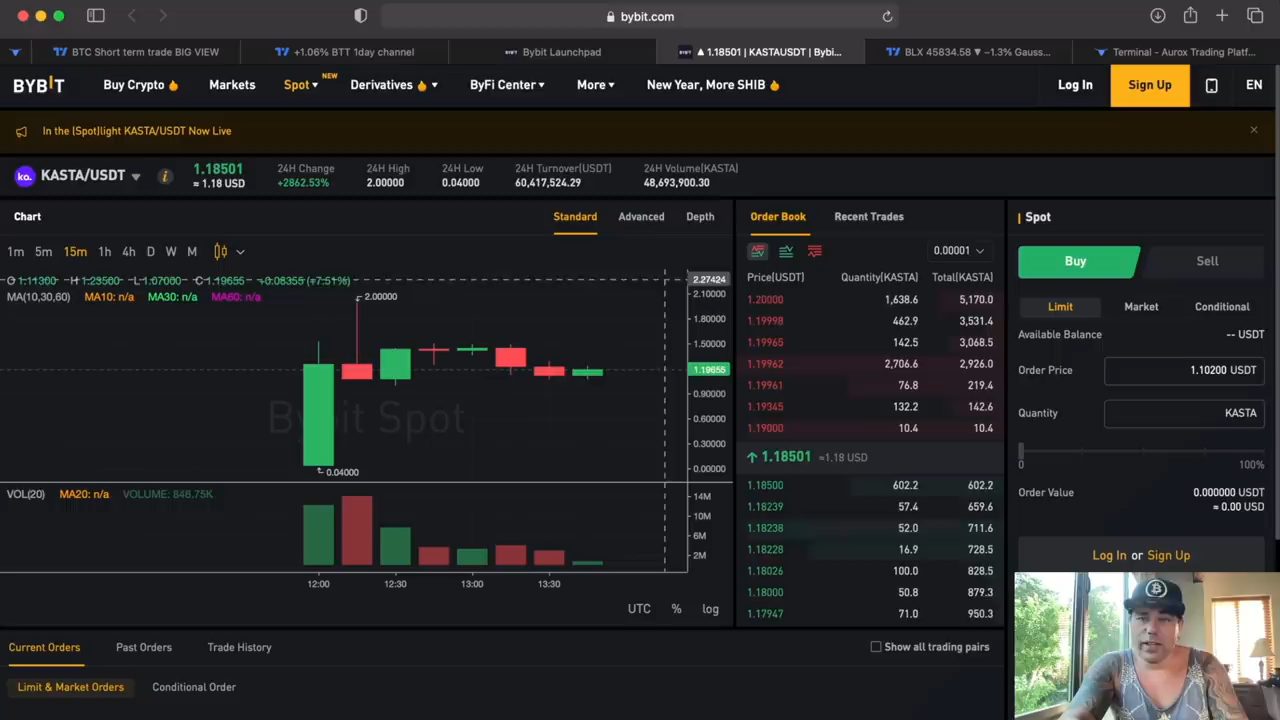 bybit.com
BTC Short term trade BIG VIEW
+1.06% BTT 1day channel
Bybit Launchpad
▲ 1.18501 | KASTAUSDT | Bybi...
BLX 45834.58 ▼ −1.3% Gauss...
Terminal - Aurox Trading Platf...
BYBIT
Buy Crypto
Markets
Spot
NEW
Derivatives
ByFi Center
More
New Year, More SHIB
Log In
Sign Up
EN
In the (Spot)light KASTA/USDT Now Live
ko.
KASTA/USDT
i
1.18501
≈ 1.18 USD
24H Change
+2862.53%
24H High
2.00000
24H Low
0.04000
24H Turnover(USDT)
60,417,524.29
24H Volume(KASTA)
48,693,900.30
Chart
Standard
Advanced
Depth
1m 5m 15m 1h 4h D W M
O 1.11300 H 1.23560 L 1.07000 C 1.19655 +0.08355 (+7.51%)
MA(10,30,60) MA10: n/a MA30: n/a MA60: n/a
2.27424
2.10000
1.80000
1.50000
1.19655
0.90000
0.60000
0.30000
0.00000
2.00000
0.04000
Bybit Spot
VOL(20) MA20: n/a VOLUME: 846.75K
14M
10M
6M
2M
12:00
12:30
13:00
13:30
UTC % log
Order Book
Recent Trades
0.00001
Price(USDT) Quantity(KASTA) Total(KASTA)
1.20000 1,638.6 5,170.0
1.19998 462.9 3,531.4
1.19965 142.5 3,068.5
1.19962 2,706.6 2,926.0
1.19961 76.8 219.4
1.19345 132.2 142.6
1.19000 10.4 10.4
1.18501 ≈1.18 USD
1.18500 602.2 602.2
1.18239 57.4 659.6
1.18238 52.0 711.6
1.18228 16.9 728.5
1.18026 100.0 828.5
1.18000 50.8 879.3
1.17947 71.0 950.3
Spot
Buy
Sell
Limit
Market
Conditional
Available Balance
-- USDT
Order Price
1.10200 USDT
Quantity
KASTA
0
100%
Order Value
0.000000 USDT
≈ 0.00 USD
Log In or Sign Up
Current Orders
Past Orders
Trade History
Show all trading pairs
Limit & Market Orders
Conditional Order